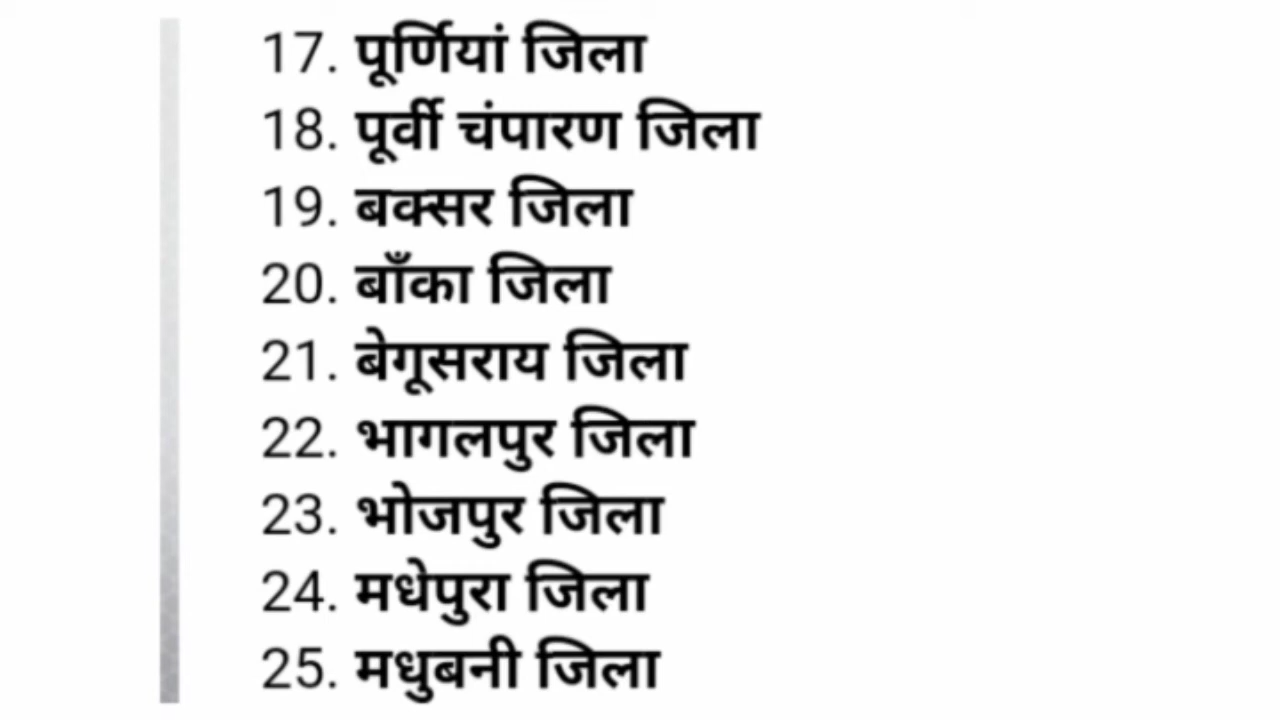 17. पूर्णियां जिला
18. पूर्वी चंपारण जिला
19. बक्सर जिला
20. बाँका जिला
21. बेगूसराय जिला
22. भागलपुर जिला
23. भोजपुर जिला
24. मधेपुरा जिला
25. मधुबनी जिला